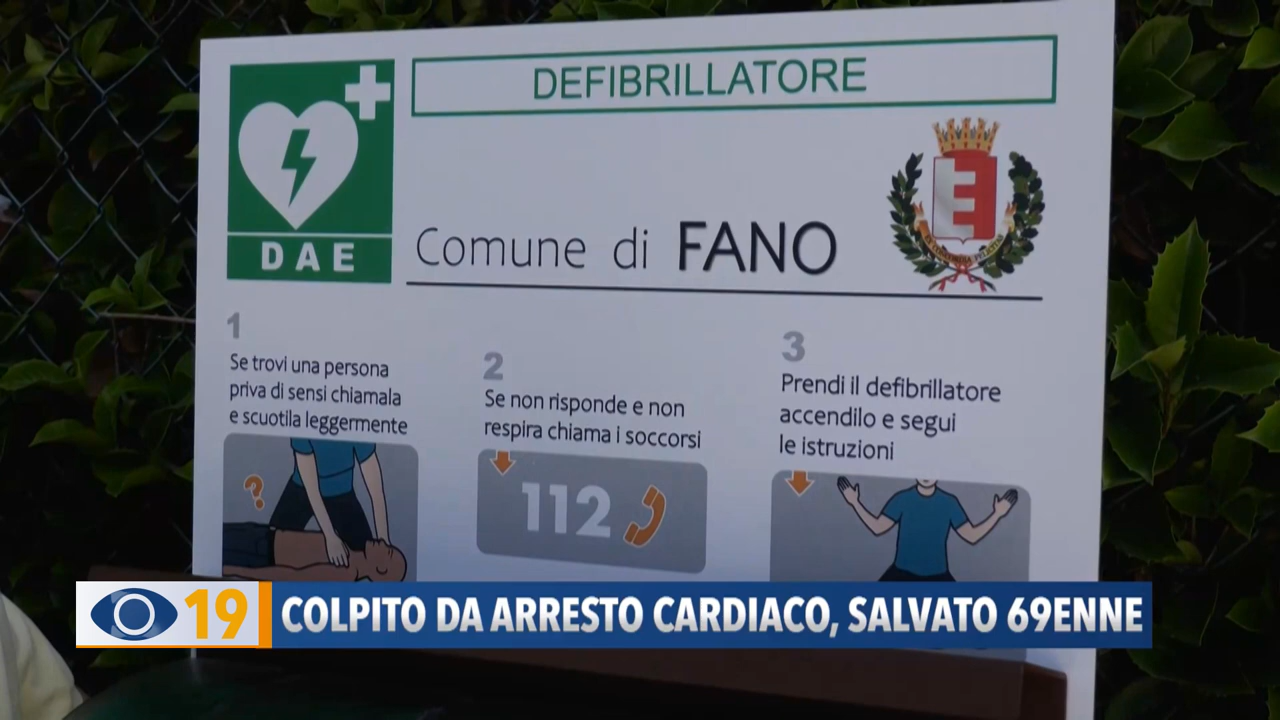 DEFIBRILLATORE
DAE
Comune di FANO
1
Se trovi una persona
priva di sensi chiamala
e scuotila leggermente
2
Se non risponde e non
respira chiama i soccorsi
112
3
Prendi il defibrillatore
accendilo e segui
le istruzioni
?
19
COLPITO DA ARRESTO CARDIACO, SALVATO 69ENNE